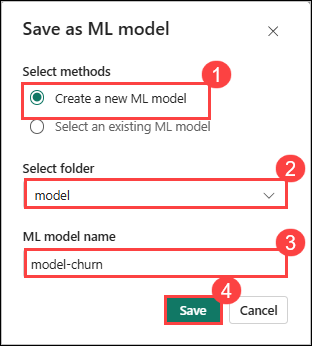 Save as ML model
Select methods
1
Create a new ML model
Select an existing ML model
Select folder
2
model
ML model name
3
model-churn
4
Save
Cancel